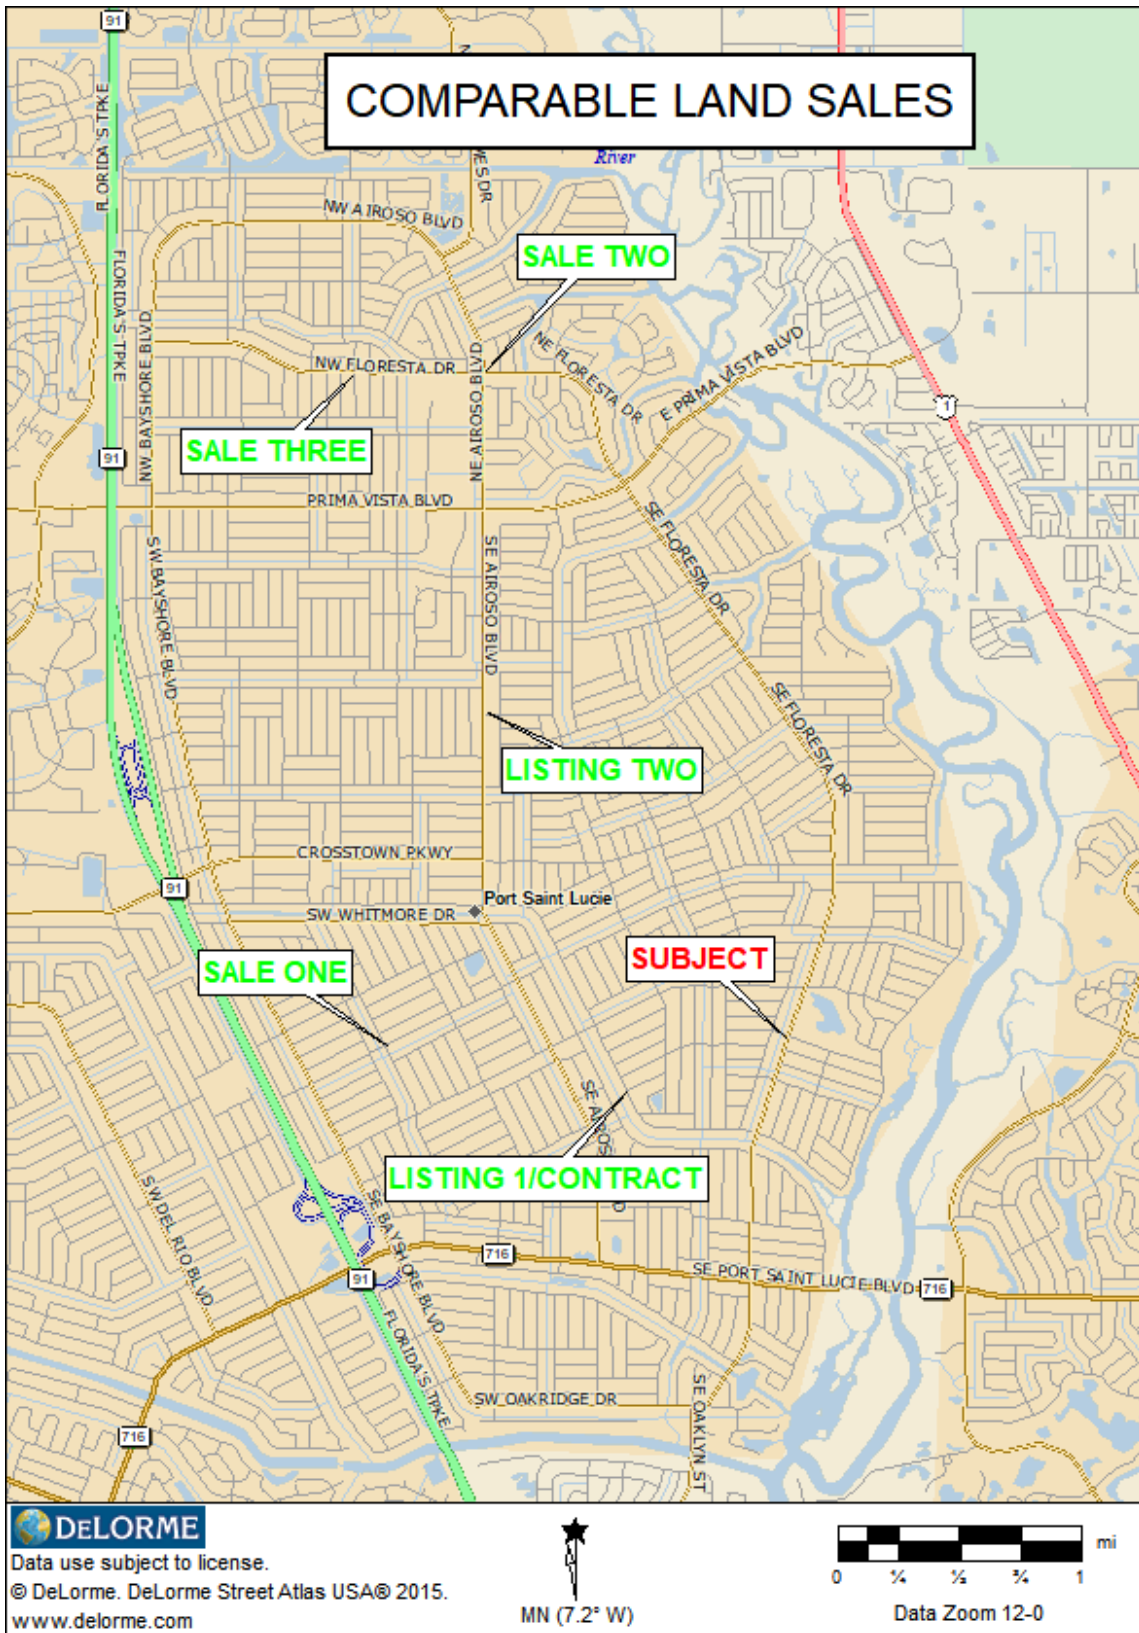 91
COMPARABLE LAND SALES
FLORIDA'S TPKE
River
NW AIROSO BLVD
SALE TWO
FLORIDA'S TPKE
NW BAYSHORE BLVD
NW FLORESTA DR
NE AIROSO BLVD
NE FLORESTA DR
E PRIMA VISTA BLVD
1
SALE THREE
91
PRIMA VISTA BLVD
SE FLORESTA DR
SW BAYSHORE BLVD
SE AIROSO BLVD
SE FLORESTA DR
LISTING TWO
CROSSTOWN PKWY
91
Port Saint Lucie
SW WHITMORE DR
SALE ONE
SUBJECT
LISTING 1/CONTRACT
SW DEL RIO BLVD
SE BAYSHORE BLVD
716
SE PORT SAINT LUCIE BLVD
716
91
FLORIDA'S TPKE
SW OAKRIDGE DR
SE OAKLYN ST
716
DELORME
Data use subject to license.
© DeLorme. DeLorme Street Atlas USA® 2015.
www.delorme.com
MN (7.2° W)
mi
0 ¼ ½ ¾ 1
Data Zoom 12-0